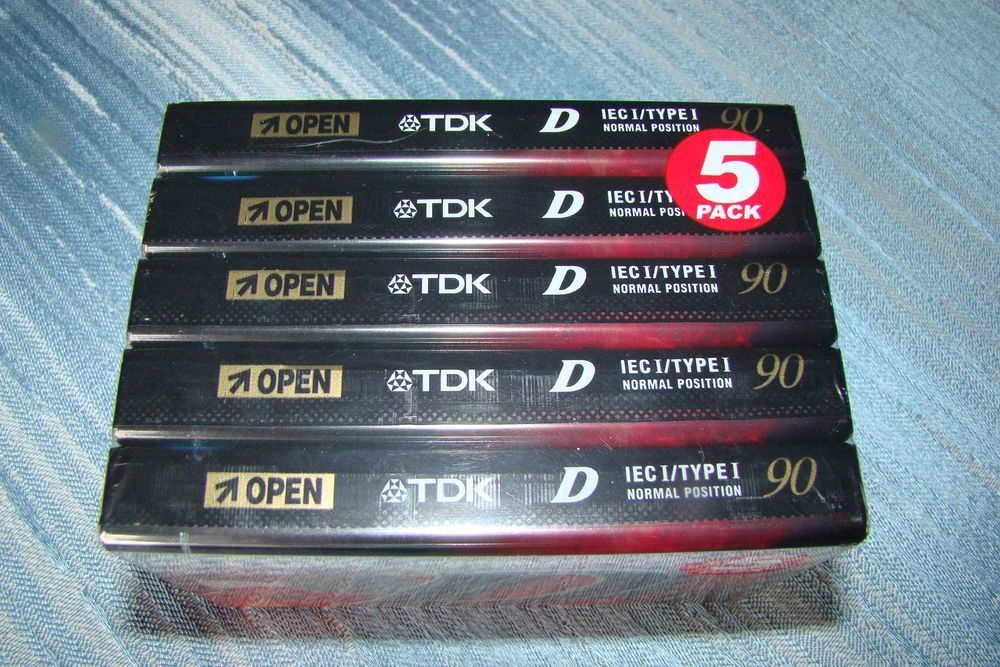 OPEN TDK D IEC I/TYPE I NORMAL POSITION 90
5 PACK
OPEN TDK D IEC I/TY NORMAL POSI
OPEN TDK D IEC I/TYPE I NORMAL POSITION 90
OPEN TDK D IEC I/TYPE I NORMAL POSITION 90
OPEN TDK D IEC I/TYPE I NORMAL POSITION 90